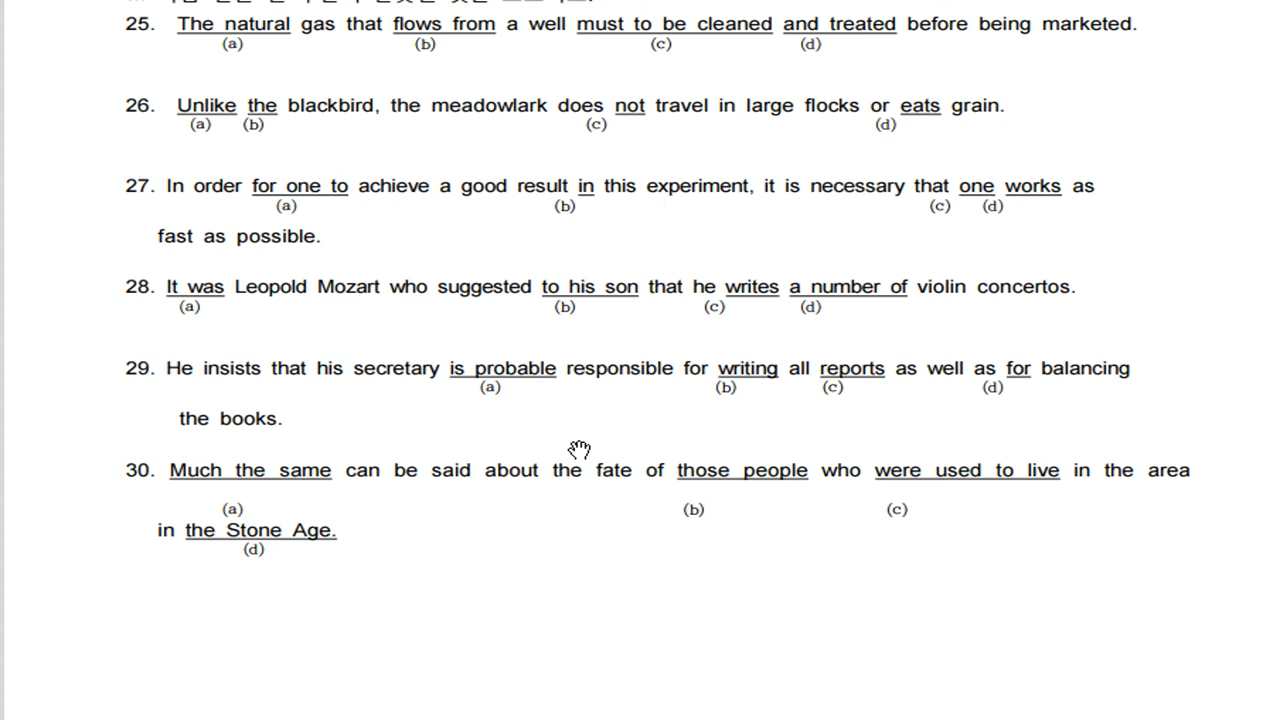 25. The natural gas that flows from a well must to be cleaned and treated before being marketed.
(a) (b) (c) (d)
26. Unlike the blackbird, the meadowlark does not travel in large flocks or eats grain.
(a) (b) (c) (d)
27. In order for one to achieve a good result in this experiment, it is necessary that one works as
(a) (b) (c) (d)
fast as possible.
28. It was Leopold Mozart who suggested to his son that he writes a number of violin concertos.
(a) (b) (c) (d)
29. He insists that his secretary is probable responsible for writing all reports as well as for balancing
(a) (b) (c) (d)
the books.
30. Much the same can be said about the fate of those people who were used to live in the area
(a) (b) (c)
in the Stone Age.
(d)